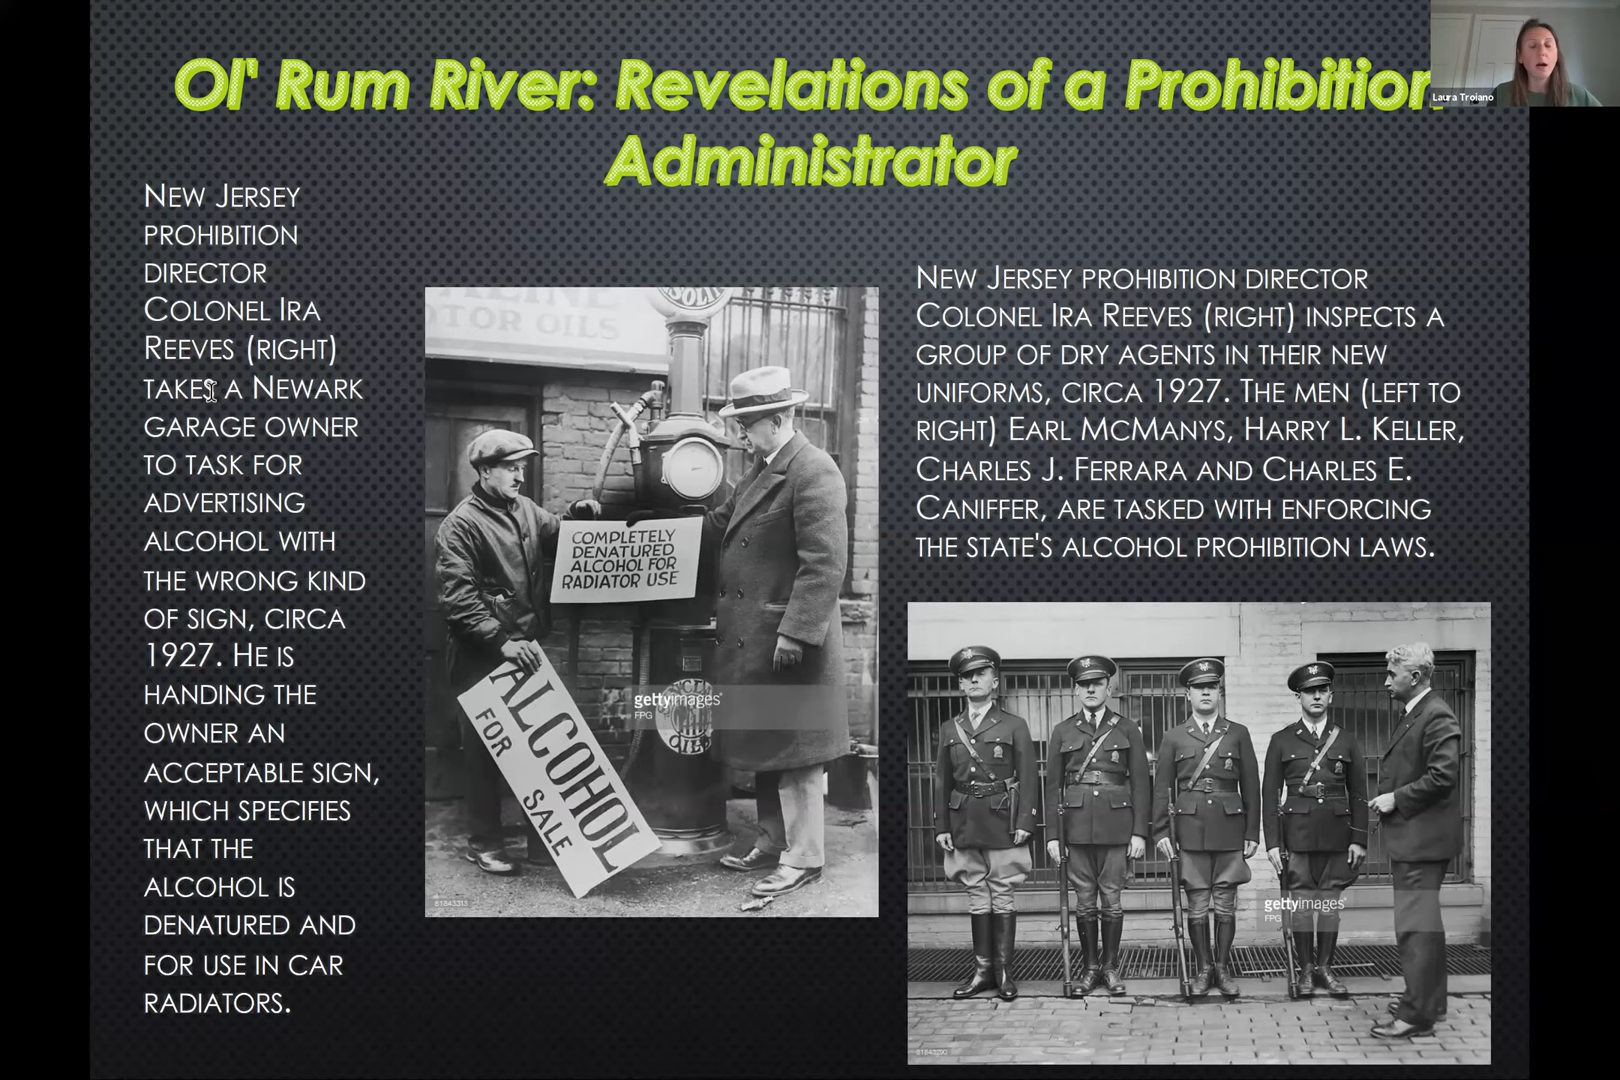 Ol' Rum River: Revelations of a Prohibition
Administrator
Laura Troiano
NEW JERSEY
PROHIBITION
DIRECTOR
COLONEL IRA
REEVES (RIGHT)
TAKES A NEWARK
GARAGE OWNER
TO TASK FOR
ADVERTISING
ALCOHOL WITH
THE WRONG KIND
OF SIGN, CIRCA
1927. HE IS
HANDING THE
OWNER AN
ACCEPTABLE SIGN,
WHICH SPECIFIES
THAT THE
ALCOHOL IS
DENATURED AND
FOR USE IN CAR
RADIATORS.
MOTOR OILS
COMPLETELY
DENATURED
ALCOHOL FOR
RADIATOR USE
ALCOHOL
FOR SALE
OILS
gettyimages
FPG
NEW JERSEY PROHIBITION DIRECTOR
COLONEL IRA REEVES (RIGHT) INSPECTS A
GROUP OF DRY AGENTS IN THEIR NEW
UNIFORMS, CIRCA 1927. THE MEN (LEFT TO
RIGHT) EARL MCMANYS, HARRY L. KELLER,
CHARLES J. FERRARA AND CHARLES E.
CANIFFER, ARE TASKED WITH ENFORCING
THE STATE'S ALCOHOL PROHIBITION LAWS.
gettyimages
FPG